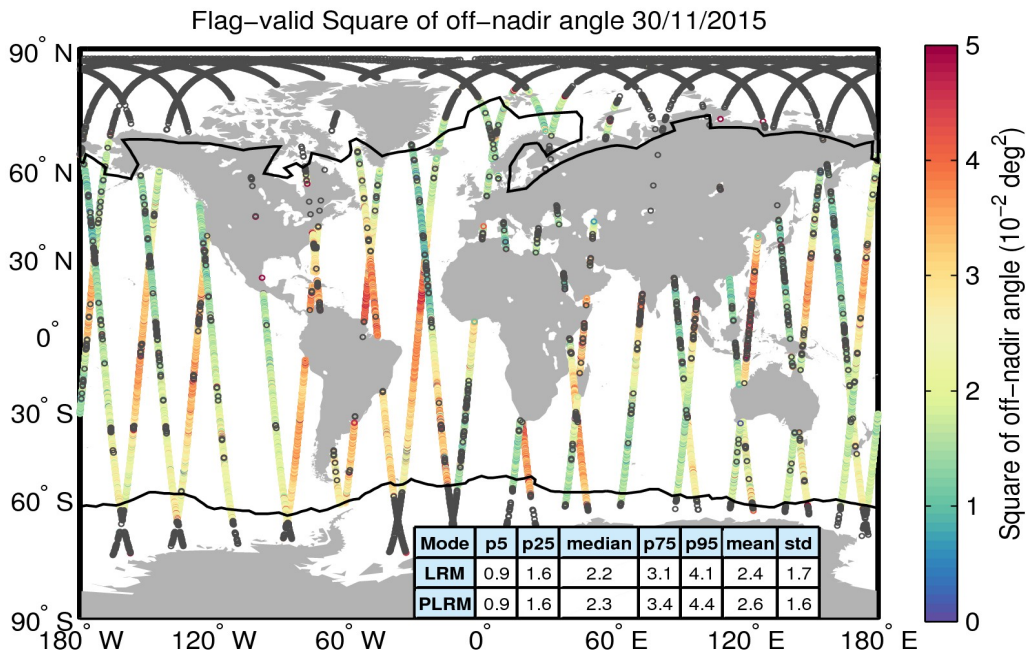 Flag−valid Square of off−nadir angle 30/11/2015
90° N
60° N
30° N
0°
30° S
60° S
90° S
180° W
120° W
60° W
0°
60° E
120° E
180° E
Mode p5 p25 median p75 p95 mean std
LRM 0.9 1.6 2.2 3.1 4.1 2.4 1.7
PLRM 0.9 1.6 2.3 3.4 4.4 2.6 1.6
5
4
3
2
1
0
Square of off−nadir angle (10⁻² deg²)